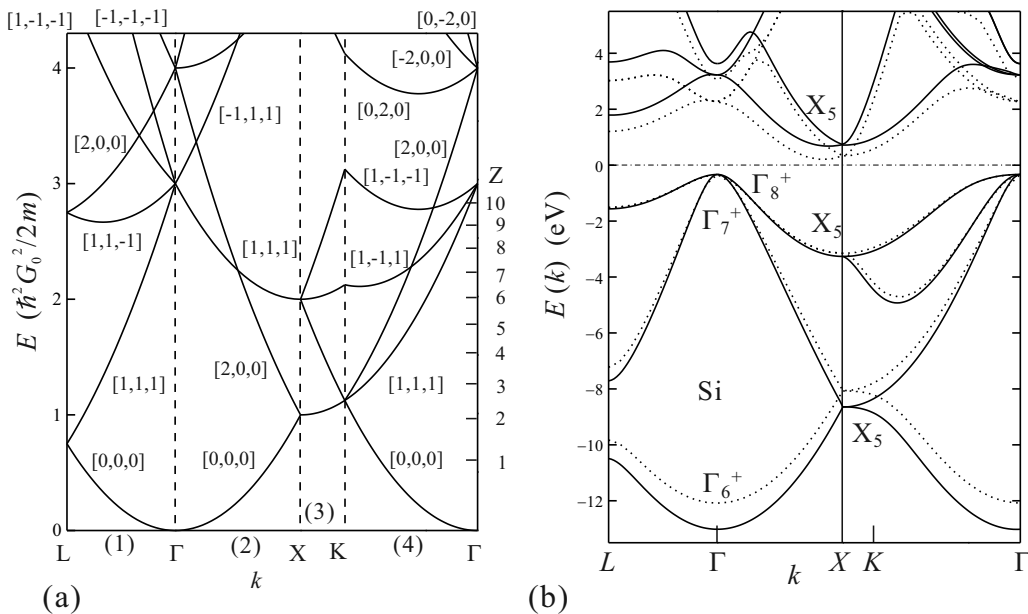 [1,-1,-1]
[-1,-1,-1]
[0,-2,0]
[-2,0,0]
[0,2,0]
[-1,1,1]
[2,0,0]
[2,0,0]
[1,-1,-1]
Z
[1,1,-1]
[1,1,1]
[1,-1,1]
[1,1,1]
[2,0,0]
[1,1,1]
[0,0,0]
[0,0,0]
[0,0,0]
E (ℏ² G₀²/2m)
4
3
2
1
0
10
9
8
7
6
5
4
3
2
1
(1)
(2)
(3)
(4)
L
Γ
X
K
Γ
k
(a)
E(k) (eV)
4
2
0
-2
-4
-6
-8
-10
-12
X₅
Γ₈⁺
Γ₇⁺
X₅
Si
X₅
Γ₆⁺
L
Γ
k
X
K
Γ
(b)